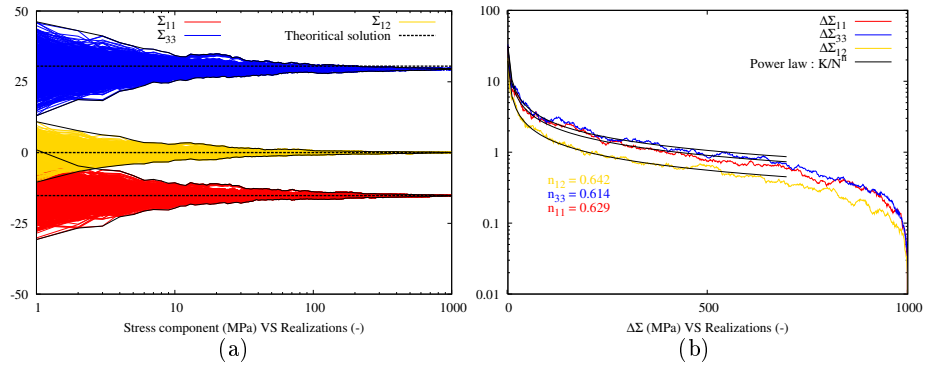 Σ11 Σ12
Σ33 Theoritical solution
50
25
0
-25
-50
1 10 100 1000
Stress component (MPa) VS Realizations (-)
(a)
ΔΣ11
ΔΣ33
ΔΣ12
Power law : K/N^n
100
10
1
0.1
0.01
n12 = 0.642
n33 = 0.614
n11 = 0.629
0 500 1000
ΔΣ (MPa) VS Realizations (-)
(b)